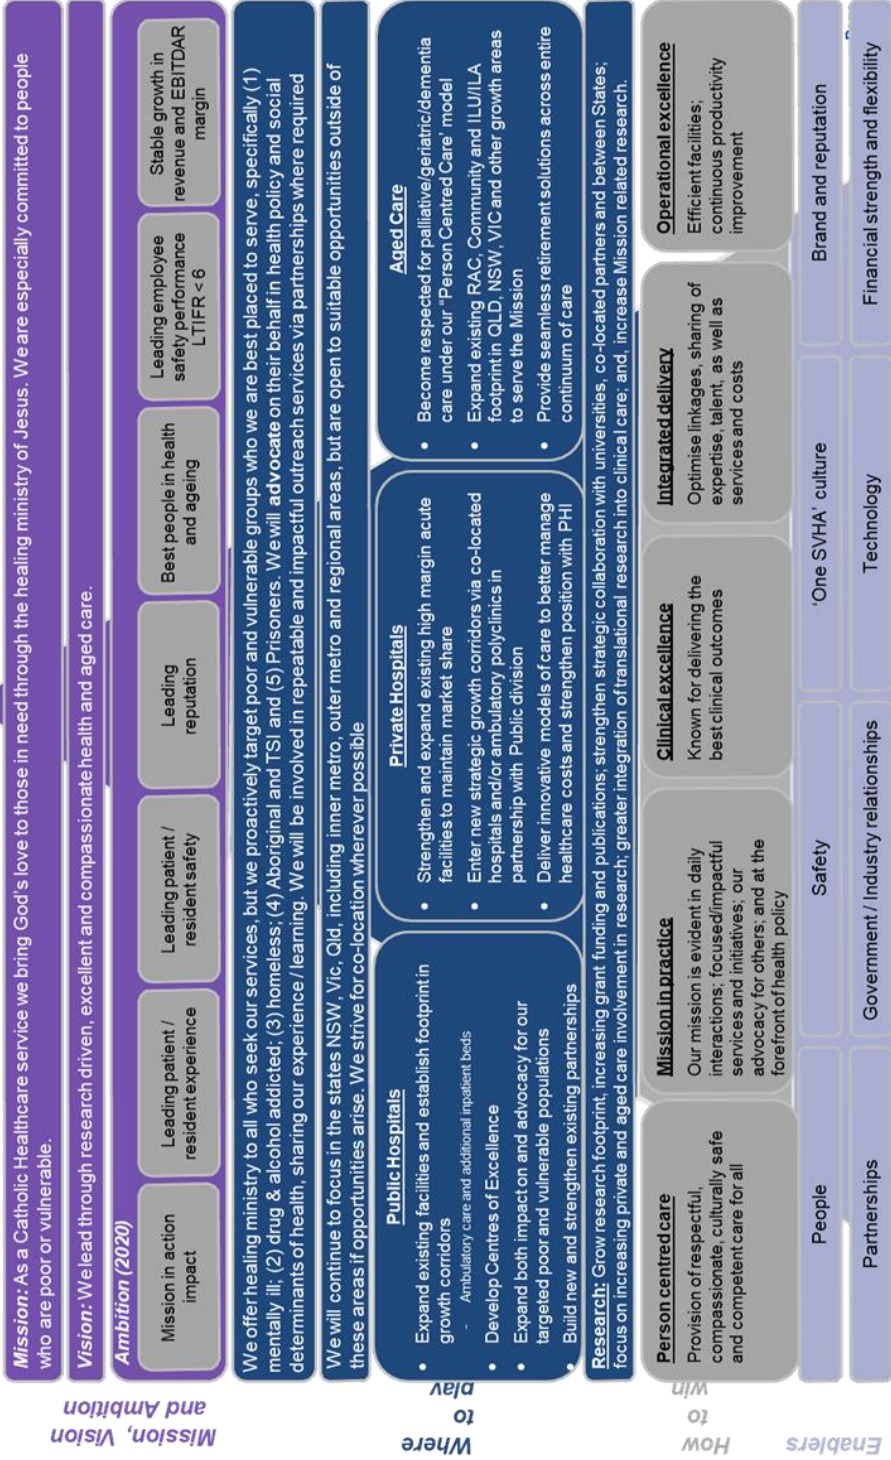 Mission, Vision
and Ambition
Mission: As a Catholic Healthcare service we bring God's love to those in need through the healing ministry of Jesus. We are especially committed to people
who are poor or vulnerable.
Vision: We lead through research driven, excellent and compassionate health and aged care.
Ambition (2020)
Mission in action
impact
Leading patient /
resident experience
Leading patient /
resident safety
Leading
reputation
Best people in health
and ageing
Leading employee
safety performance
LTIFR < 6
Stable growth in
revenue and EBITDAR
margin
Where
to
play
We offer healing ministry to all who seek our services, but we proactively target poor and vulnerable groups who we are best placed to serve, specifically (1)
mentally ill; (2) drug & alcohol addicted; (3) homeless; (4) Aboriginal and TSI and (5) Prisoners. We will advocate on their behalf in health policy and social
determinants of health, sharing our experience / learning. We will be involved in repeatable and impactful outreach services via partnerships where required
We will continue to focus in the states NSW, Vic, Qld, including inner metro, outer metro and regional areas, but are open to suitable opportunities outside of
these areas if opportunities arise. We strive for co-location wherever possible
Public Hospitals
• Expand existing facilities and establish footprint in
growth corridors
- Ambulatory care and additional inpatient beds
• Develop Centres of Excellence
• Expand both impact on and advocacy for our
targeted poor and vulnerable populations
• Build new and strengthen existing partnerships
Private Hospitals
• Strengthen and expand existing high margin acute
facilities to maintain market share
• Enter new strategic growth corridors via co-located
hospitals and/or ambulatory polyclinics in
partnership with Public division
• Deliver innovative models of care to better manage
healthcare costs and strengthen position with PHI
Aged Care
• Become respected for palliative/geriatric/dementia
care under our "Person Centred Care' model
• Expand existing RAC, Community and ILU/ILA
footprint in QLD, NSW, VIC and other growth areas
to serve the Mission
• Provide seamless retirement solutions across entire
continuum of care
Research: Grow research footprint, increasing grant funding and publications; strengthen strategic collaboration with universities, co-located partners and between States;
focus on increasing private and aged care involvement in research; greater integration of translational research into clinical care; and, increase Mission related research.
How
to
win
Person centred care
Provision of respectful,
compassionate, culturally safe
and competent care for all
Mission in practice
Our mission is evident in daily
interactions; focused/impactful
services and initiatives; our
advocacy for others; and at the
forefront of health policy
Clinical excellence
Known for delivering the
best clinical outcomes
Integrated delivery
Optimise linkages, sharing of
expertise, talent, as well as
services and costs
Operational excellence
Efficient facilities;
continuous productivity
improvement
Enablers
People
Safety
'One SVHA' culture
Brand and reputation
Partnerships
Government / Industry relationships
Technology
Financial strength and flexibility